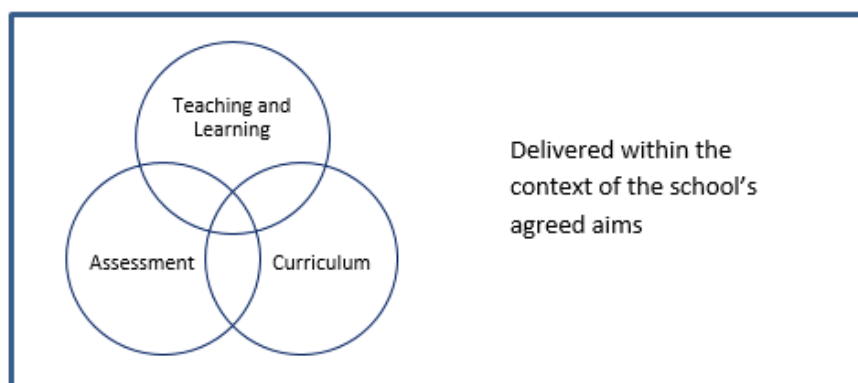 Teaching and
Learning
Assessment
Curriculum
Delivered within the
context of the school’s
agreed aims